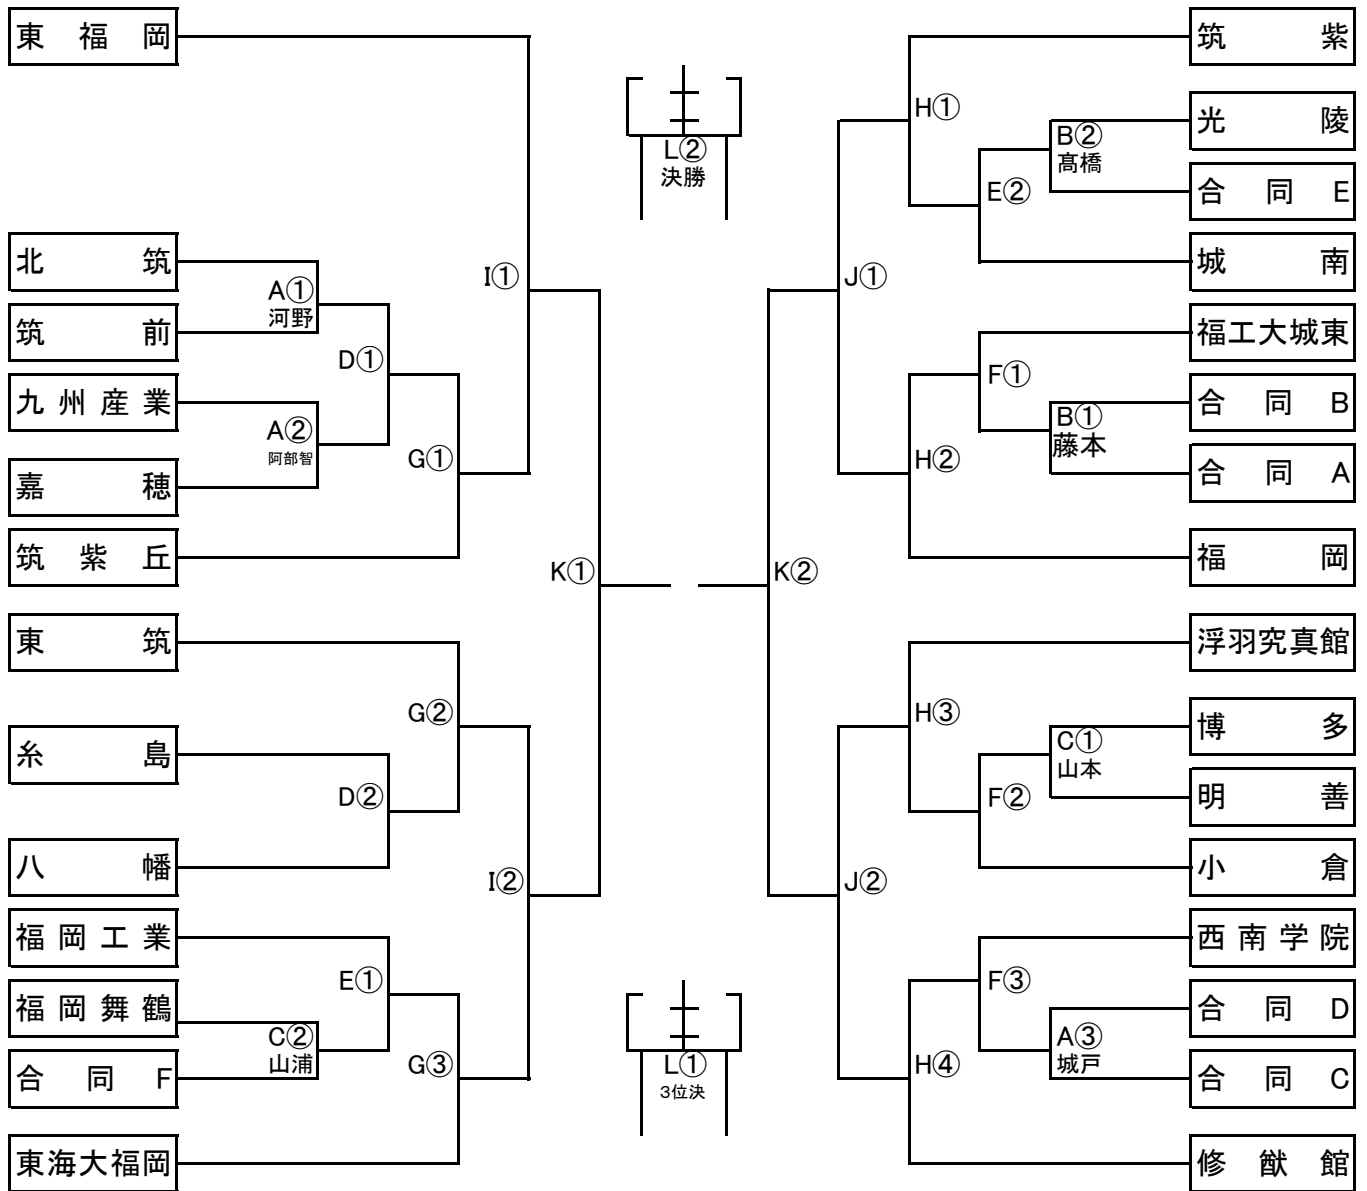 東福岡
北筑
筑前
九州産業
嘉穂
筑紫丘
東筑
糸島
八幡
福岡工業
福岡舞鶴
合同F
東海大福岡
A①
河野
A②
阿部智
C②
山浦
D①
D②
E①
G①
G②
G③
I①
I②
K①
L②
決勝
L①
3位決
K②
J①
J②
H①
H②
H③
H④
E②
F①
F②
F③
B②
髙橋
B①
藤本
C①
山本
A③
城戸
筑紫
光陵
合同E
城南
福工大城東
合同B
合同A
福岡
浮羽究真館
博多
明善
小倉
西南学院
合同D
合同C
修猷館